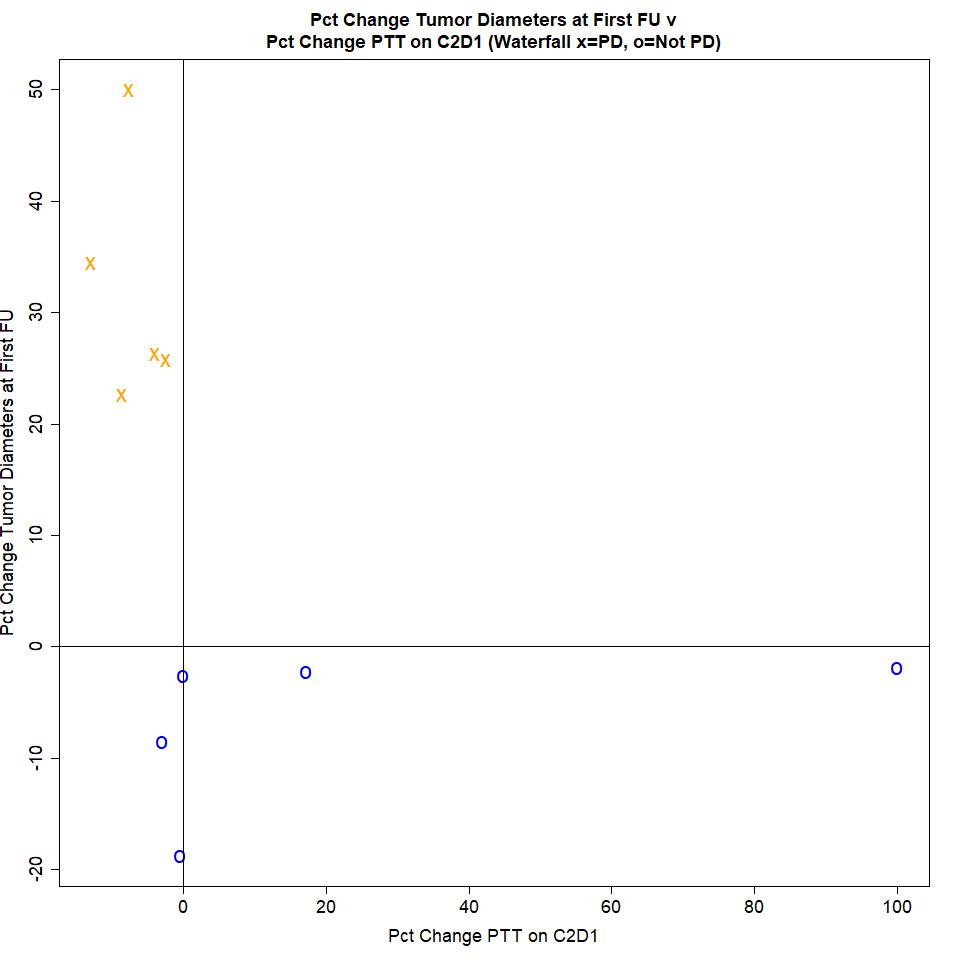 Pct Change Tumor Diameters at First FU v
Pct Change PTT on C2D1 (Waterfall x=PD, o=Not PD)
Pct Change Tumor Diameters at First FU
50
40
30
20
10
0
-10
-20
X
X
X
X
X
O
O
O
O
O
0
20
40
60
80
100
Pct Change PTT on C2D1